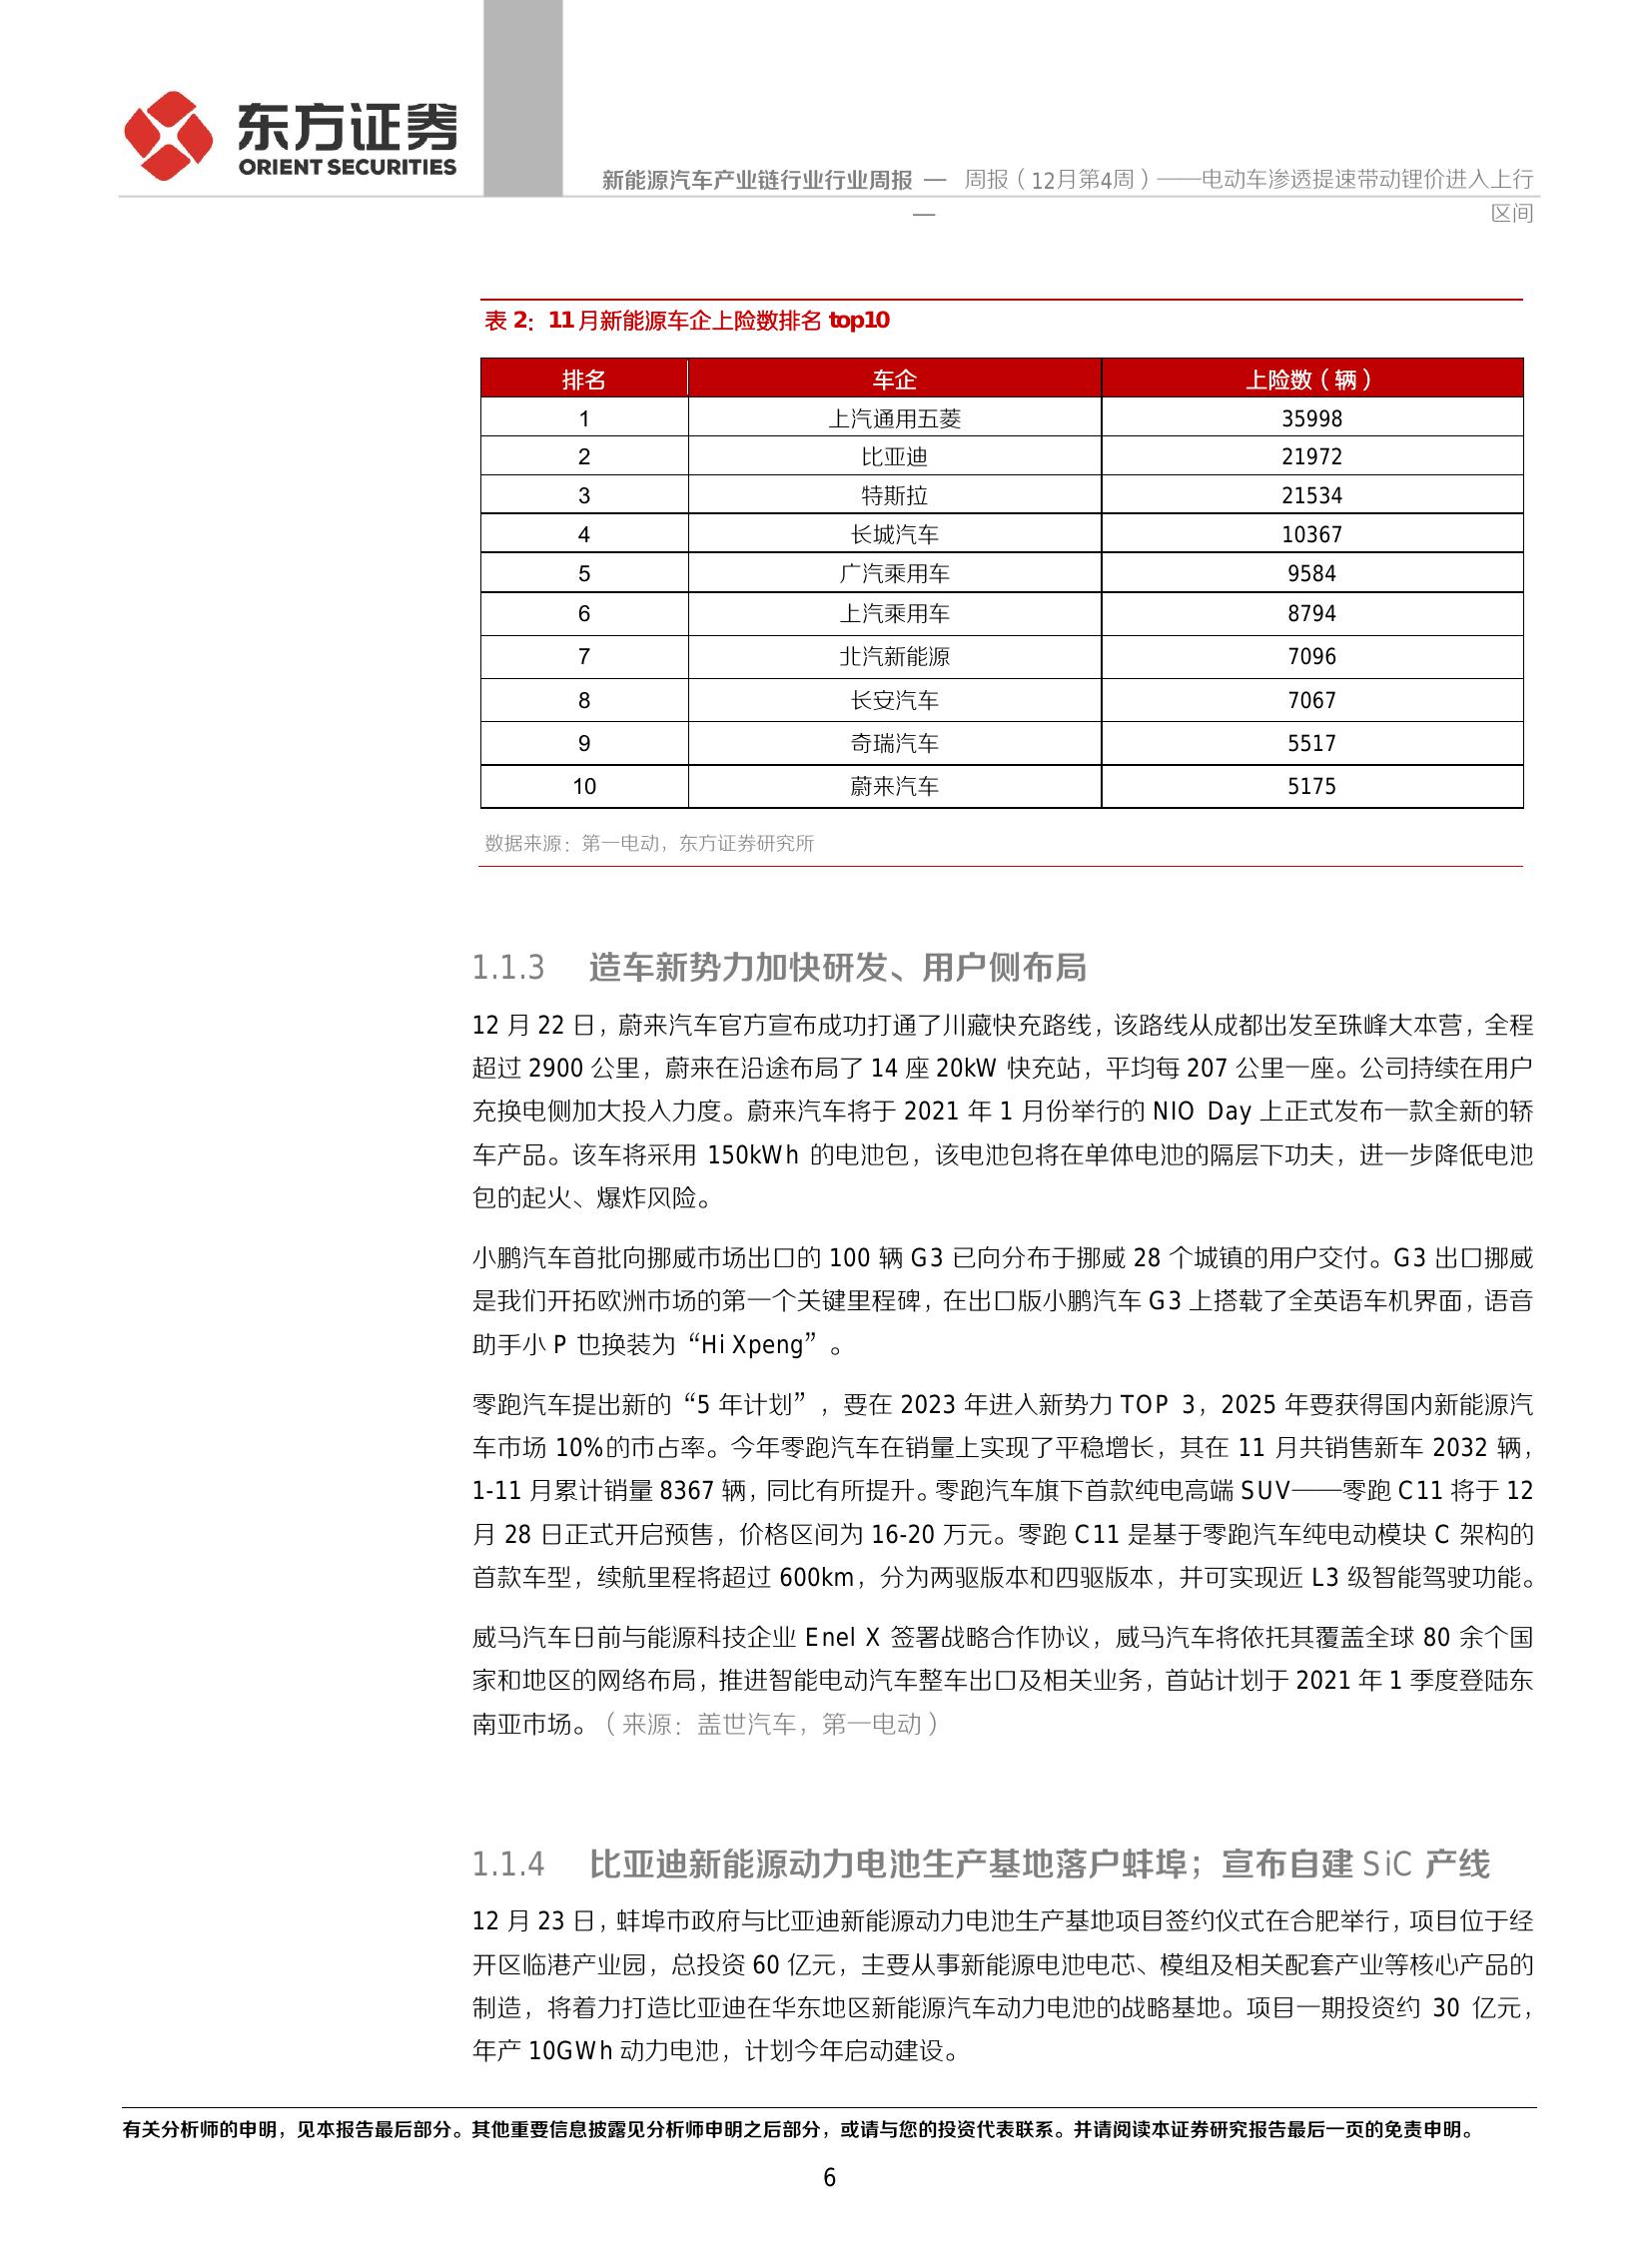 东方证券
ORIENT SECURITIES
新能源汽车产业链行业行业周报 — 周报（12月第4周）——电动车渗透提速带动锂价进入上行
— 区间
表 2：11 月新能源车企上险数排名 top10
排名 车企 上险数（辆）
1 上汽通用五菱 35998
2 比亚迪 21972
3 特斯拉 21534
4 长城汽车 10367
5 广汽乘用车 9584
6 上汽乘用车 8794
7 北汽新能源 7096
8 长安汽车 7067
9 奇瑞汽车 5517
10 蔚来汽车 5175
数据来源：第一电动，东方证券研究所
1.1.3 造车新势力加快研发、用户侧布局
12 月 22 日，蔚来汽车官方宣布成功打通了川藏快充路线，该路线从成都出发至珠峰大本营，全程
超过 2900 公里，蔚来在沿途布局了 14 座 20kW 快充站，平均每 207 公里一座。公司持续在用户
充换电侧加大投入力度。蔚来汽车将于 2021 年 1 月份举行的 NIO Day 上正式发布一款全新的轿
车产品。该车将采用 150kWh 的电池包，该电池包将在单体电池的隔层下功夫，进一步降低电池
包的起火、爆炸风险。
小鹏汽车首批向挪威市场出口的 100 辆 G3 已向分布于挪威 28 个城镇的用户交付。G3 出口挪威
是我们开拓欧洲市场的第一个关键里程碑，在出口版小鹏汽车 G3 上搭载了全英语车机界面，语音
助手小 P 也换装为“Hi Xpeng”。
零跑汽车提出新的“5 年计划”，要在 2023 年进入新势力 TOP 3，2025 年要获得国内新能源汽
车市场 10%的市占率。今年零跑汽车在销量上实现了平稳增长，其在 11 月共销售新车 2032 辆，
1-11 月累计销量 8367 辆，同比有所提升。零跑汽车旗下首款纯电高端 SUV——零跑 C11 将于 12
月 28 日正式开启预售，价格区间为 16-20 万元。零跑 C11 是基于零跑汽车纯电动模块 C 架构的
首款车型，续航里程将超过 600km，分为两驱版本和四驱版本，并可实现近 L3 级智能驾驶功能。
威马汽车日前与能源科技企业 Enel X 签署战略合作协议，威马汽车将依托其覆盖全球 80 余个国
家和地区的网络布局，推进智能电动汽车整车出口及相关业务，首站计划于 2021 年 1 季度登陆东
南亚市场。（来源：盖世汽车，第一电动）
1.1.4 比亚迪新能源动力电池生产基地落户蚌埠；宣布自建 SiC 产线
12 月 23 日，蚌埠市政府与比亚迪新能源动力电池生产基地项目签约仪式在合肥举行，项目位于经
开区临港产业园，总投资 60 亿元，主要从事新能源电池电芯、模组及相关配套产业等核心产品的
制造，将着力打造比亚迪在华东地区新能源汽车动力电池的战略基地。项目一期投资约 30 亿元，
年产 10GWh 动力电池，计划今年启动建设。
有关分析师的申明，见本报告最后部分。其他重要信息披露见分析师申明之后部分，或请与您的投资代表联系。并请阅读本证券研究报告最后一页的免责申明。
6